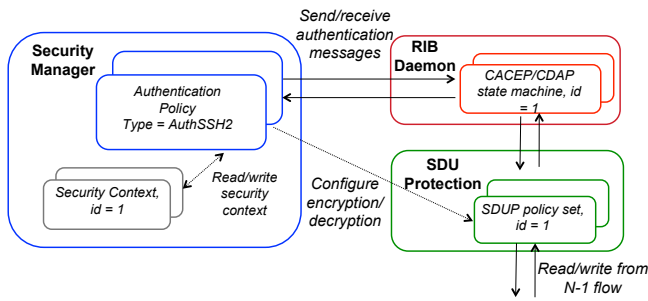 Send/receive
authentication
messages
Security
Manager
RIB
Daemon
Authentication
Policy
Type = AuthSSH2
CACEP/CDAP
state machine, id
= 1
SDU
Protection
Security Context,
id = 1
Read/write
security
context
Configure
encryption/
decryption
SDUP policy set,
id = 1
Read/write from
N-1 flow